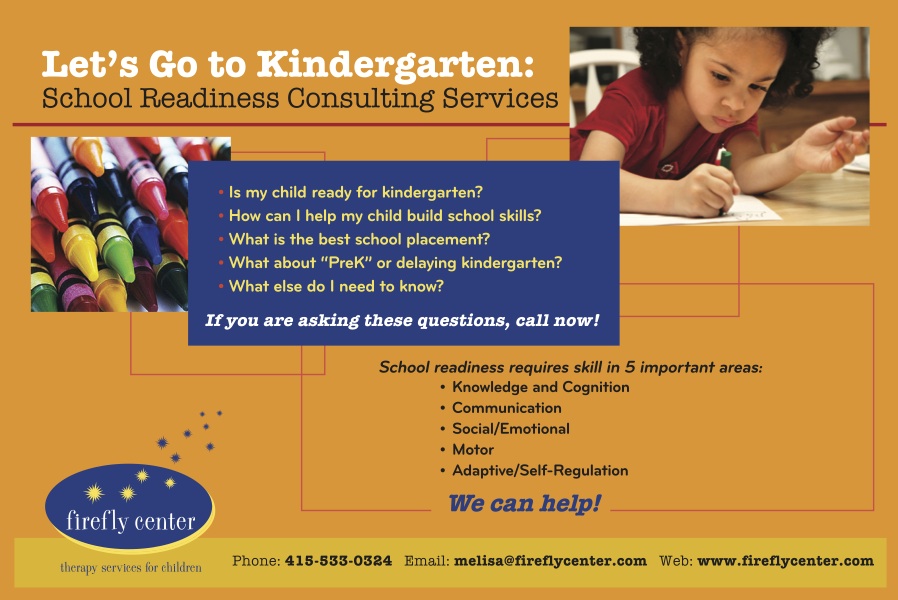 Let's Go to Kindergarten:
School Readiness Consulting Services
• Is my child ready for kindergarten?
• How can I help my child build school skills?
• What is the best school placement?
• What about "PreK" or delaying kindergarten?
• What else do I need to know?
If you are asking these questions, call now!
School readiness requires skill in 5 important areas:
• Knowledge and Cognition
• Communication
• Social/Emotional
• Motor
• Adaptive/Self-Regulation
We can help!
firefly center
therapy services for children
Phone: 415-533-0324 Email: melisa@fireflycenter.com Web: www.fireflycenter.com